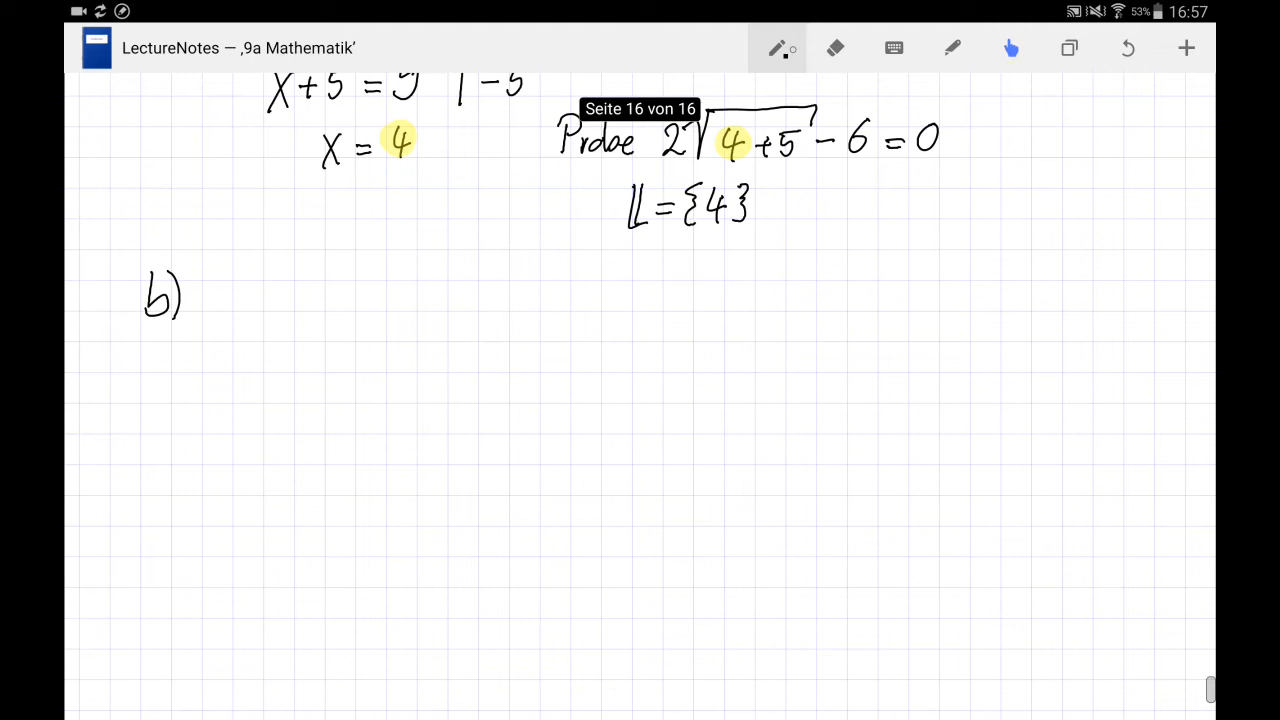 53% 16:57
LectureNotes — ‚9a Mathematik’
x + 5 = 9 | - 5
Seite 16 von 16
x = 4
Probe 2√(4+5) - 6 = 0
𝕃 = {4}
b)